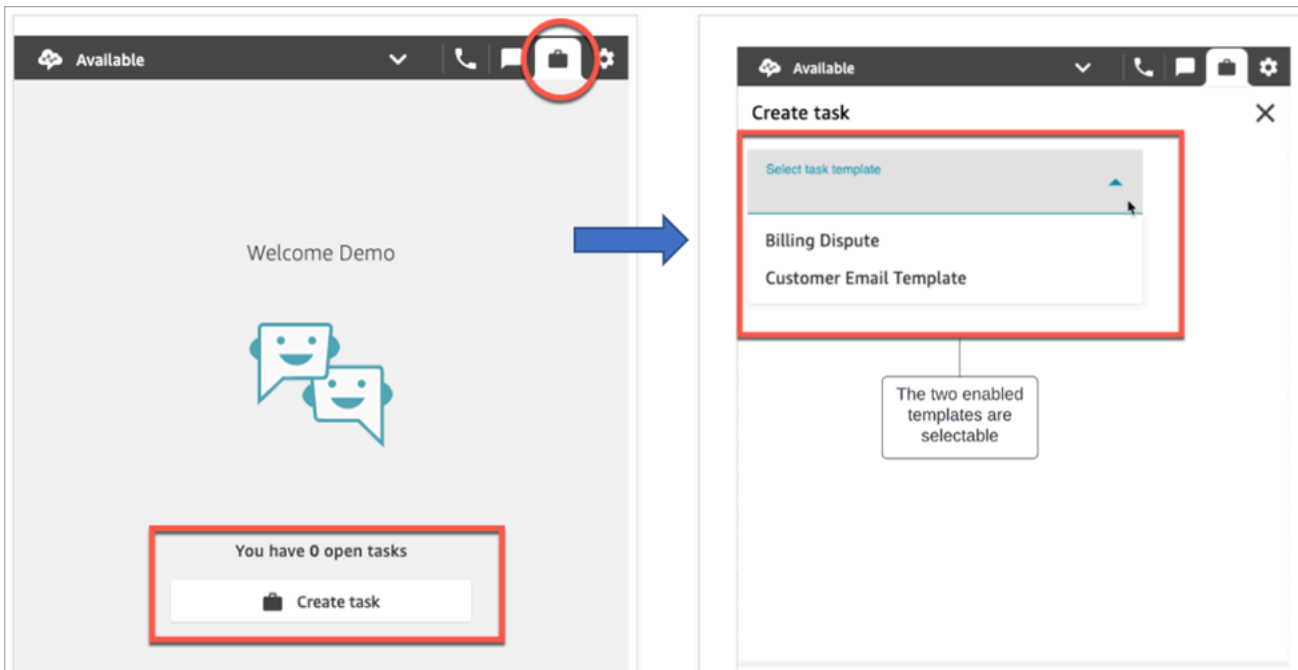 Available
Welcome Demo
You have 0 open tasks
Create task
Available
Create task
Select task template
Billing Dispute
Customer Email Template
The two enabled
templates are
selectable